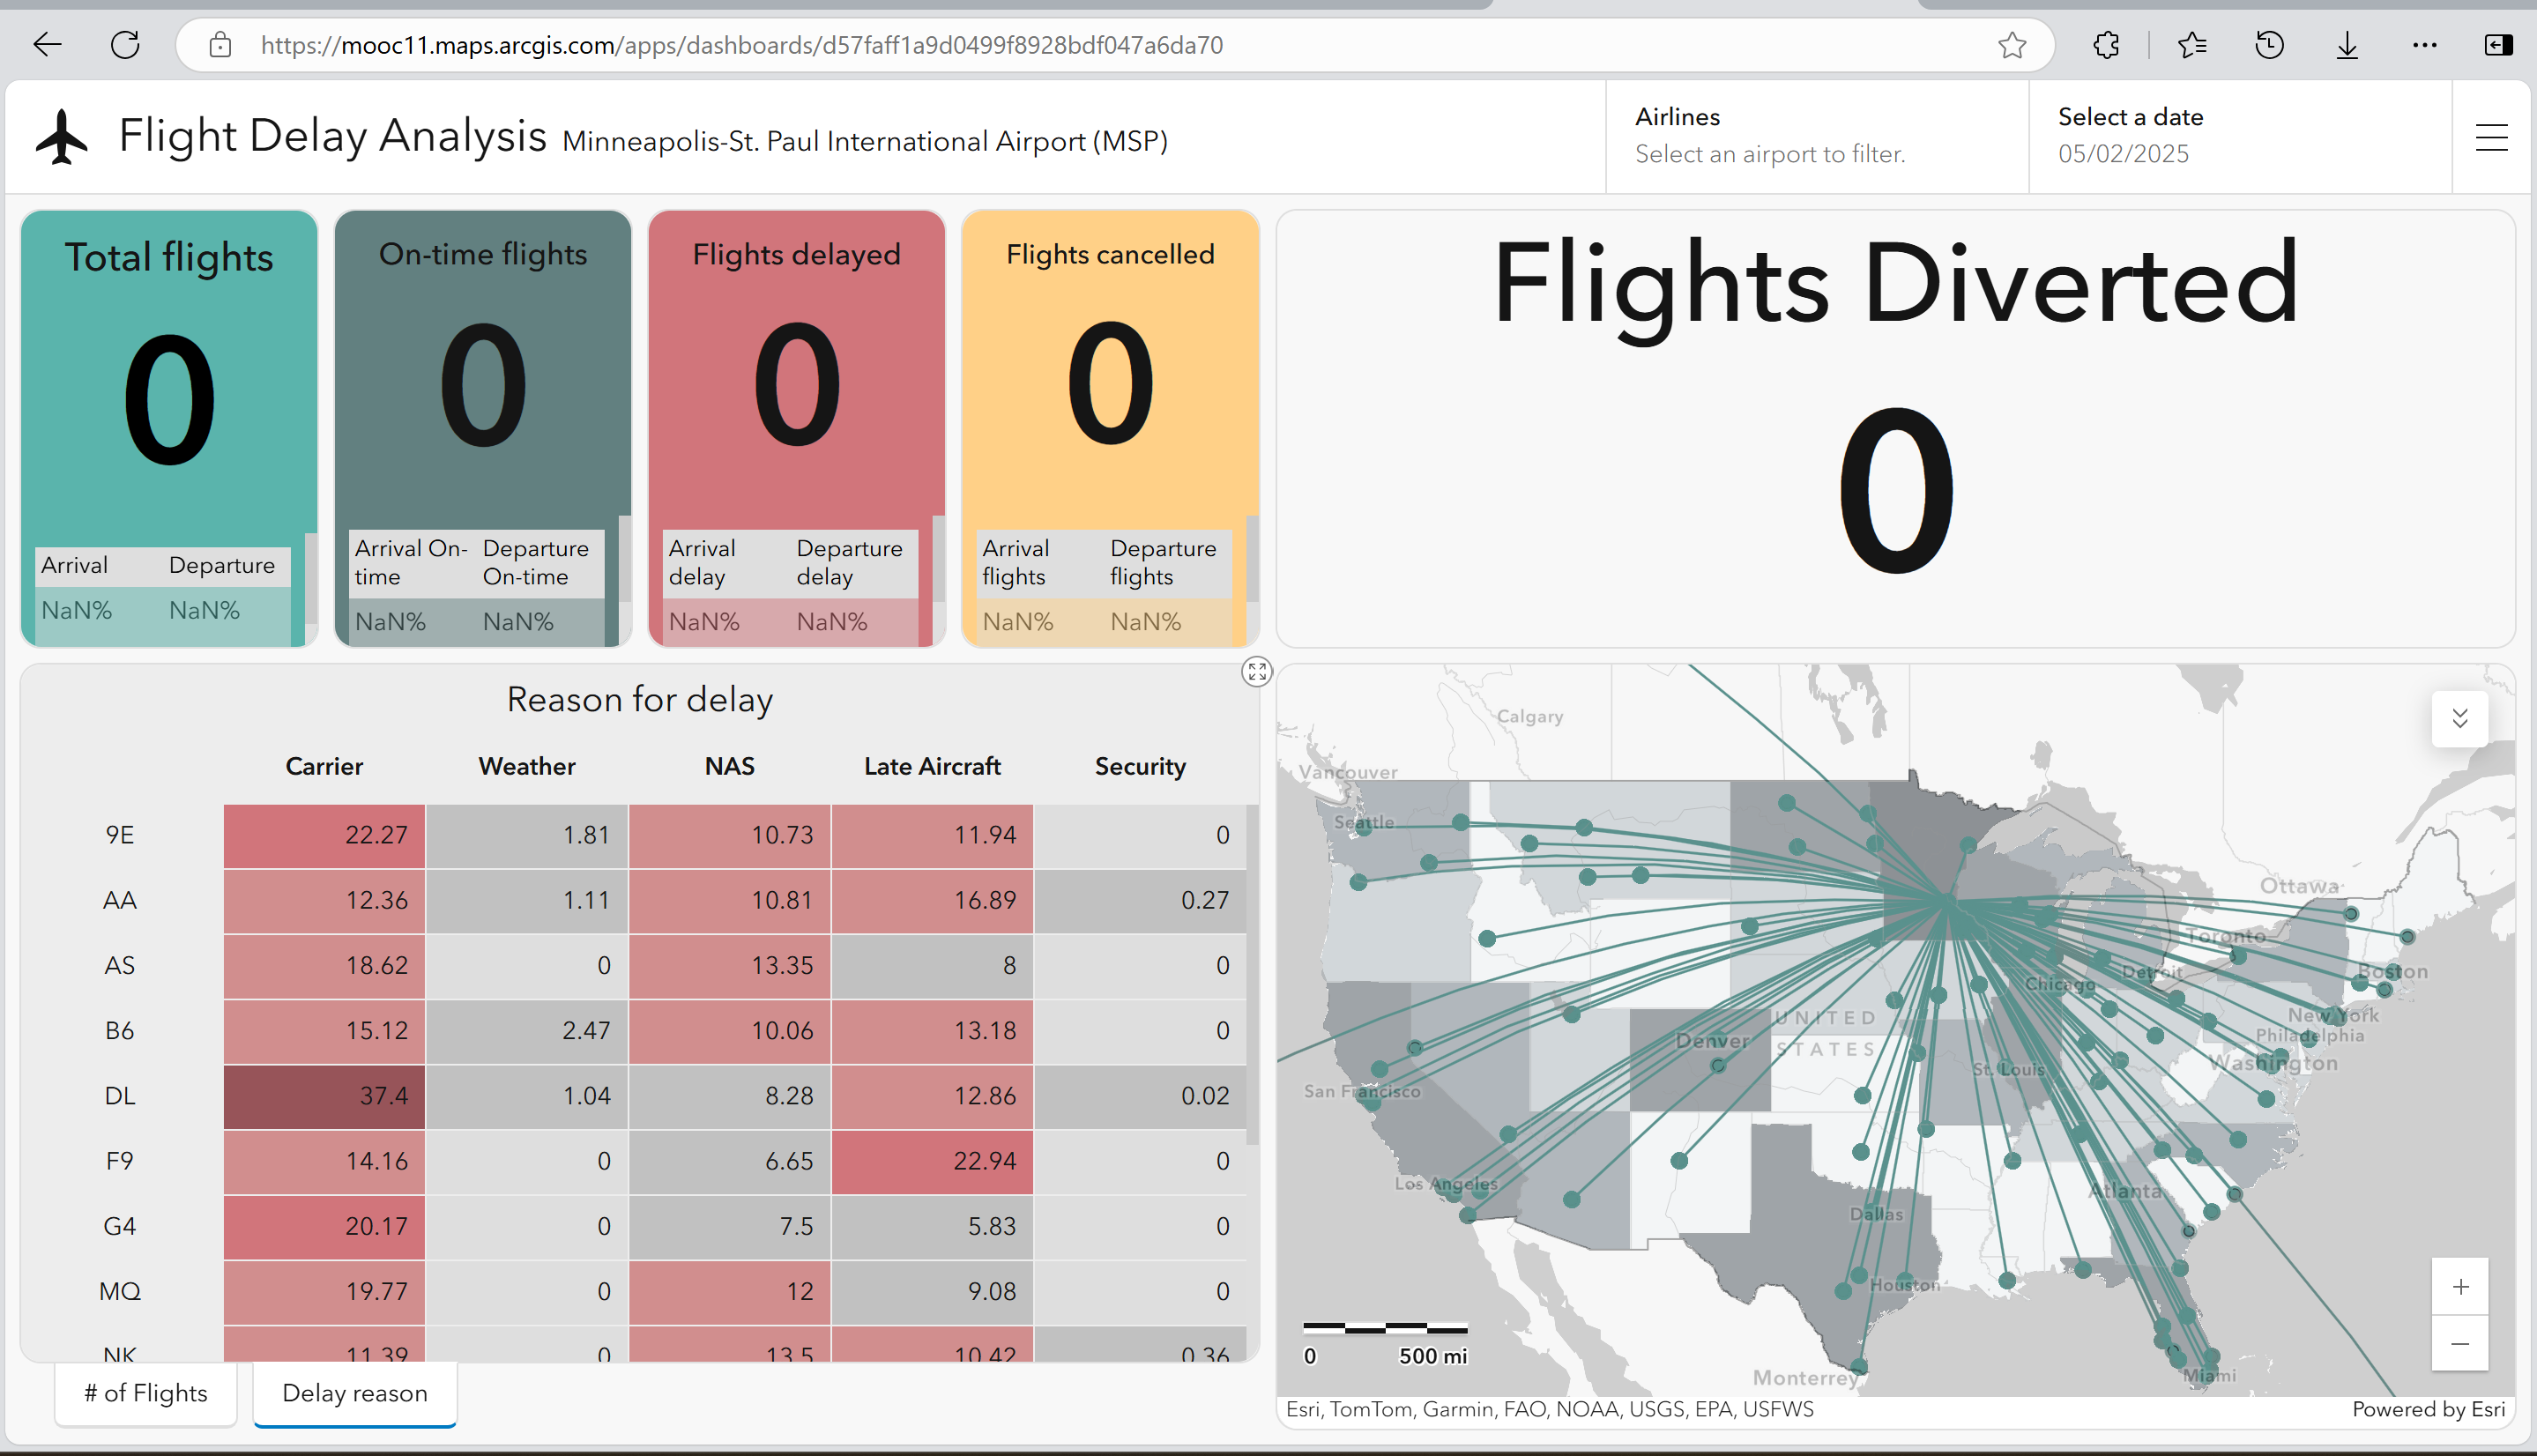 https://mooc11.maps.arcgis.com/apps/dashboards/d57faff1a9d0499f8928bdf047a6da70
Flight Delay Analysis Minneapolis-St. Paul International Airport (MSP)
Airlines
Select an airport to filter.
Select a date
05/02/2025
Total flights
0
Arrival Departure
NaN% NaN%
On-time flights
0
Arrival On-time Departure On-time
NaN% NaN%
Flights delayed
0
Arrival delay Departure delay
NaN% NaN%
Flights cancelled
0
Arrival flights Departure flights
NaN% NaN%
Flights Diverted
0
Reason for delay
Carrier Weather NAS Late Aircraft Security
9E 22.27 1.81 10.73 11.94 0
AA 12.36 1.11 10.81 16.89 0.27
AS 18.62 0 13.35 8 0
B6 15.12 2.47 10.06 13.18 0
DL 37.4 1.04 8.28 12.86 0.02
F9 14.16 0 6.65 22.94 0
G4 20.17 0 7.5 5.83 0
MQ 19.77 0 12 9.08 0
NK 11.39 0 13.5 10.42 0.36
# of Flights
Delay reason
Calgary
Vancouver
Seattle
Ottawa
Toronto
Boston
Detroit
Chicago
New York
UNITED
STATES
Denver
Philadelphia
Washington
St. Louis
San Francisco
Los Angeles
Atlanta
Dallas
Houston
Monterrey
Miami
0 500 mi
+
−
Esri, TomTom, Garmin, FAO, NOAA, USGS, EPA, USFWS
Powered by Esri